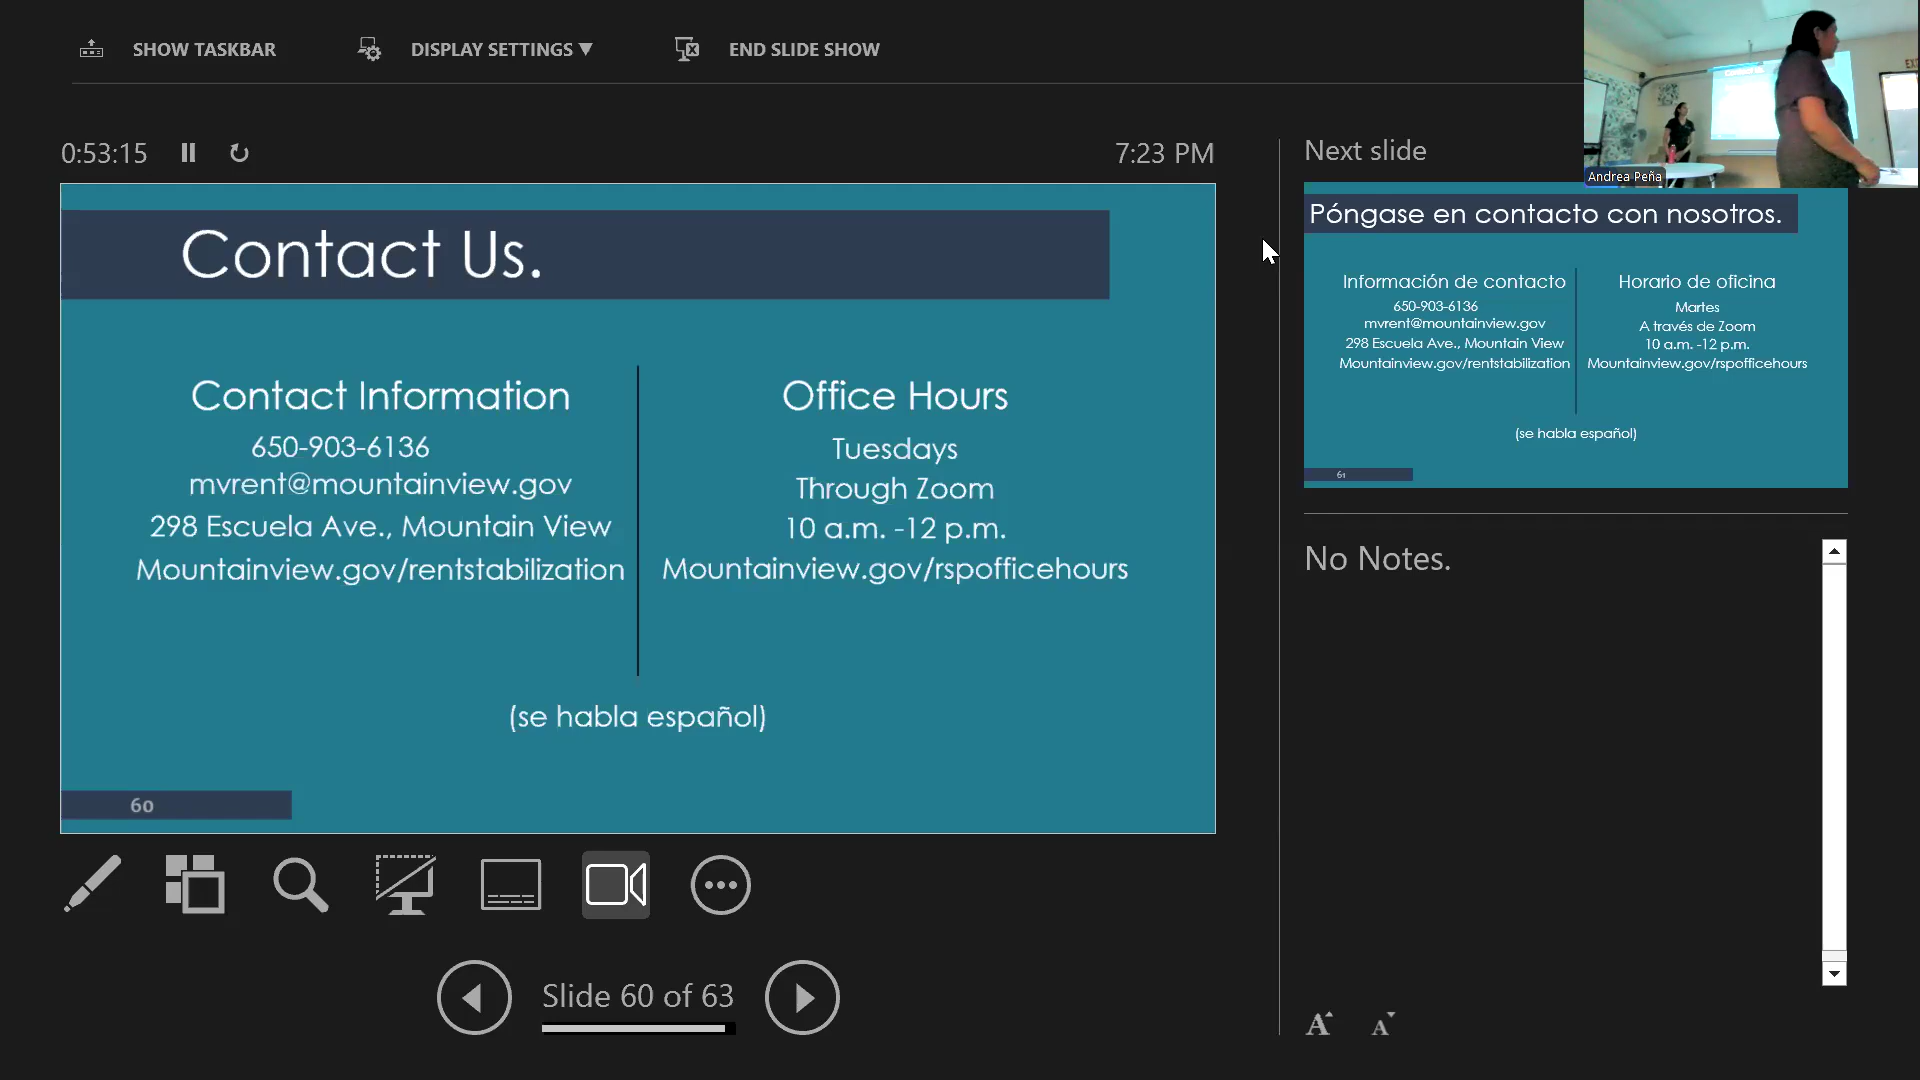 SHOW TASKBAR
DISPLAY SETTINGS ▼
END SLIDE SHOW
0:53:15
7:23 PM
Contact Us.
Contact Information
650-903-6136
mvrent@mountainview.gov
298 Escuela Ave., Mountain View
Mountainview.gov/rentstabilization
Office Hours
Tuesdays
Through Zoom
10 a.m. -12 p.m.
Mountainview.gov/rspofficehours
(se habla español)
60
Slide 60 of 63
Next slide
Andrea Peña
Póngase en contacto con nosotros.
Información de contacto
650-903-6136
mvrent@mountainview.gov
298 Escuela Ave., Mountain View
Mountainview.gov/rentstabilization
Horario de oficina
Martes
A través de Zoom
10 a.m. -12 p.m.
Mountainview.gov/rspofficehours
(se habla español)
61
No Notes.
A A